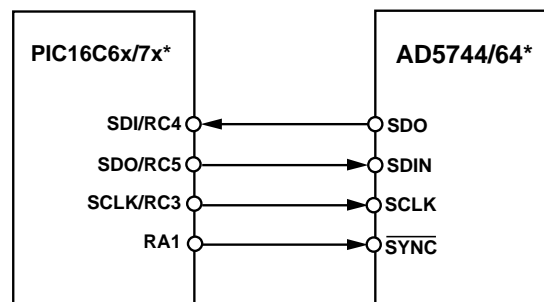 PIC16C6x/7x*
AD5744/64*
SDI/RC4
SDO
SDO/RC5
SDIN
SCLK/RC3
SCLK
RA1
SYNC